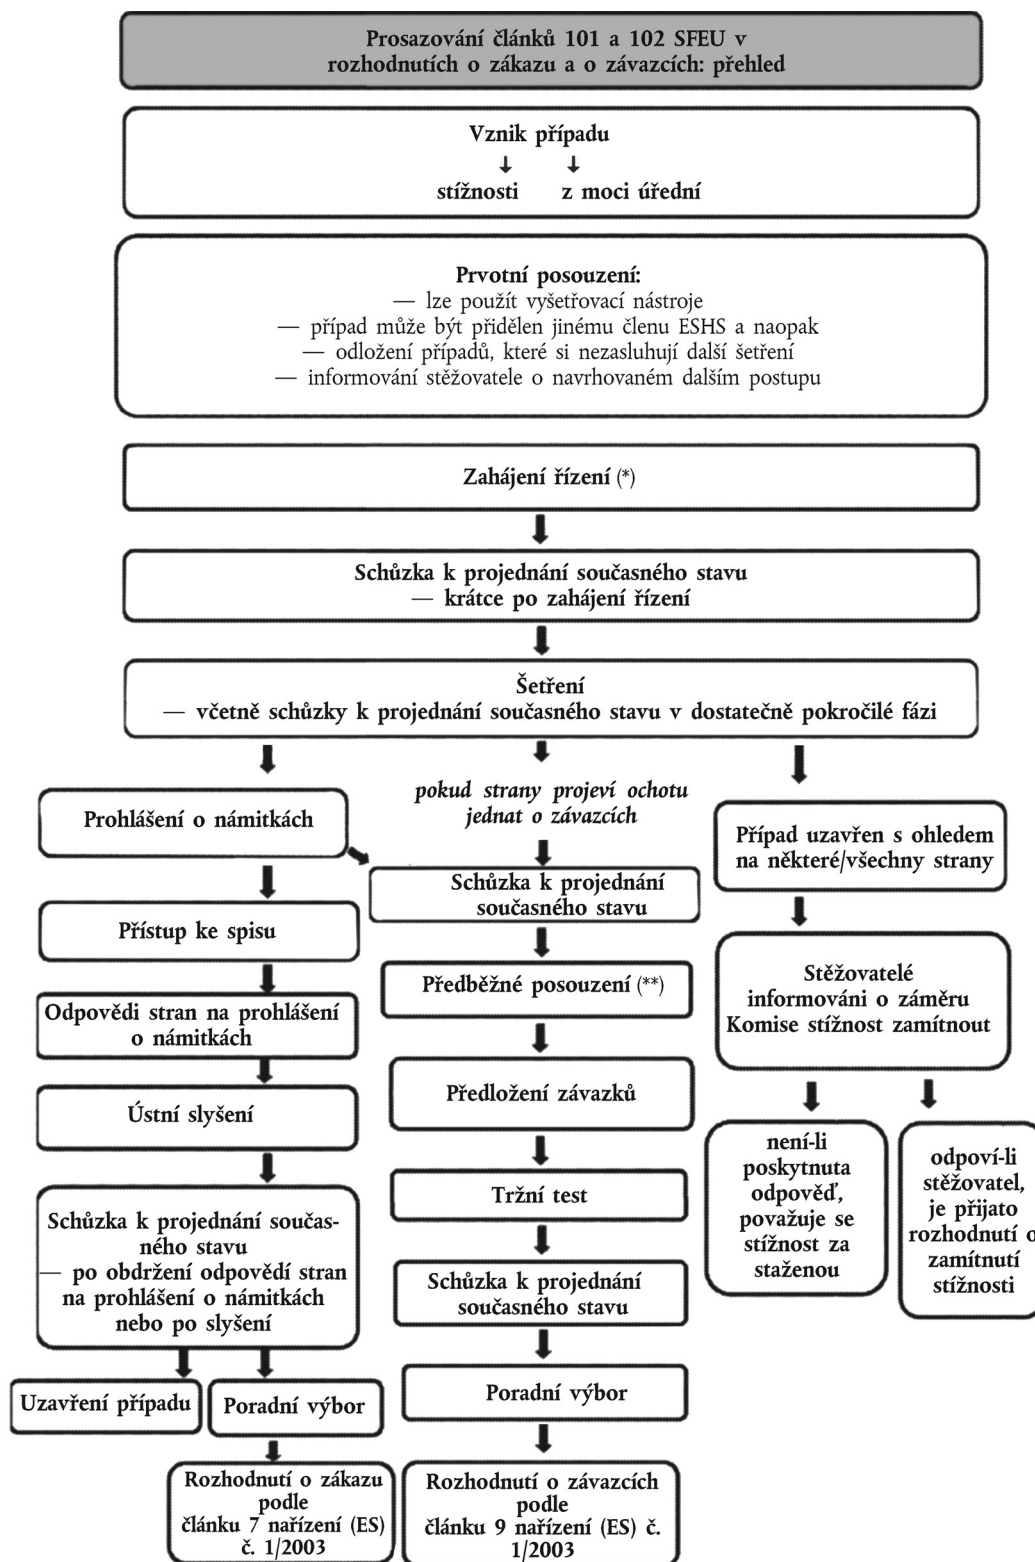 Prosazování článků 101 a 102 SFEU v
rozhodnutích o zákazu a o závazcích: přehled
Vznik případu
stížnosti z moci úřední
Prvotní posouzení:
— lze použít vyšetřovací nástroje
— případ může být přidělen jinému členu ESHS a naopak
— odložení případů, které si nezasluhují další šetření
— informování stěžovatele o navrhovaném dalším postupu
Zahájení řízení (*)
Schůzka k projednání současného stavu
— krátce po zahájení řízení
Šetření
— včetně schůzky k projednání současného stavu v dostatečně pokročilé fázi
Prohlášení o námitkách
Přístup ke spisu
Odpovědi stran na prohlášení
o námitkách
Ústní slyšení
Schůzka k projednání součas-
ného stavu
— po obdržení odpovědí stran
na prohlášení o námitkách
nebo po slyšení
Uzavření případu
Poradní výbor
Rozhodnutí o zákazu
podle
článku 7 nařízení (ES)
č. 1/2003
pokud strany projeví ochotu
jednat o závazcích
Schůzka k projednání
současného stavu
Předběžné posouzení (**)
Předložení závazků
Tržní test
Schůzka k projednání
současného stavu
Poradní výbor
Rozhodnutí o závazcích
podle
článku 9 nařízení (ES) č.
1/2003
Případ uzavřen s ohledem
na některé/všechny strany
Stěžovatelé
informováni o záměru
Komise stížnost zamítnout
není-li
poskytnuta
odpověď,
považuje se
stížnost za
staženou
odpoví-li
stěžovatel,
je přijato
rozhodnutí o
zamítnutí
stížnosti